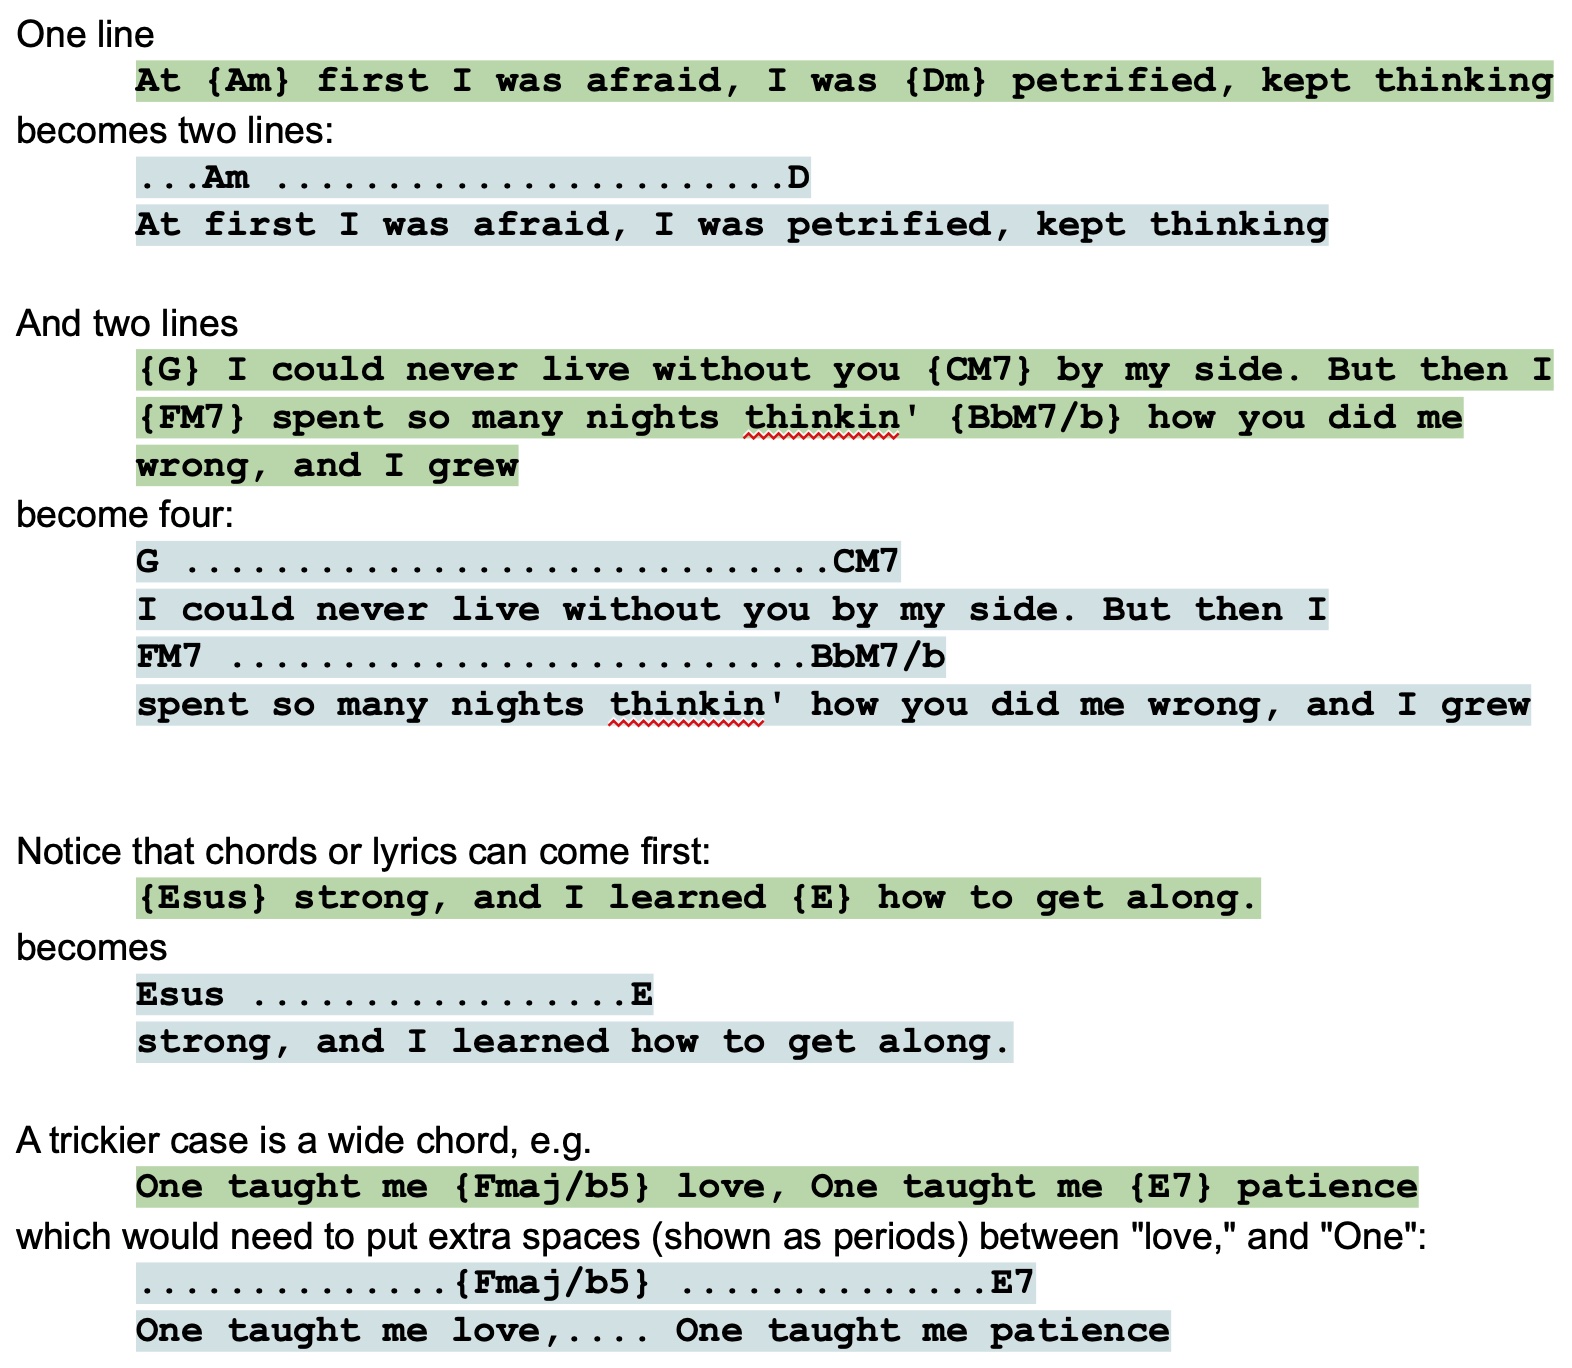 One line
At {Am} first I was afraid, I was {Dm} petrified, kept thinking
becomes two lines:
...Am .......................D
At first I was afraid, I was petrified, kept thinking
And two lines
{G} I could never live without you {CM7} by my side. But then I
{FM7} spent so many nights thinkin' {BbM7/b} how you did me
wrong, and I grew
become four:
G .............................CM7
I could never live without you by my side. But then I
FM7 ..........................BbM7/b
spent so many nights thinkin' how you did me wrong, and I grew
Notice that chords or lyrics can come first:
{Esus} strong, and I learned {E} how to get along.
becomes
Esus .................E
strong, and I learned how to get along.
A trickier case is a wide chord, e.g.
One taught me {Fmaj/b5} love, One taught me {E7} patience
which would need to put extra spaces (shown as periods) between "love," and "One":
..............{Fmaj/b5} ..............E7
One taught me love,.... One taught me patience